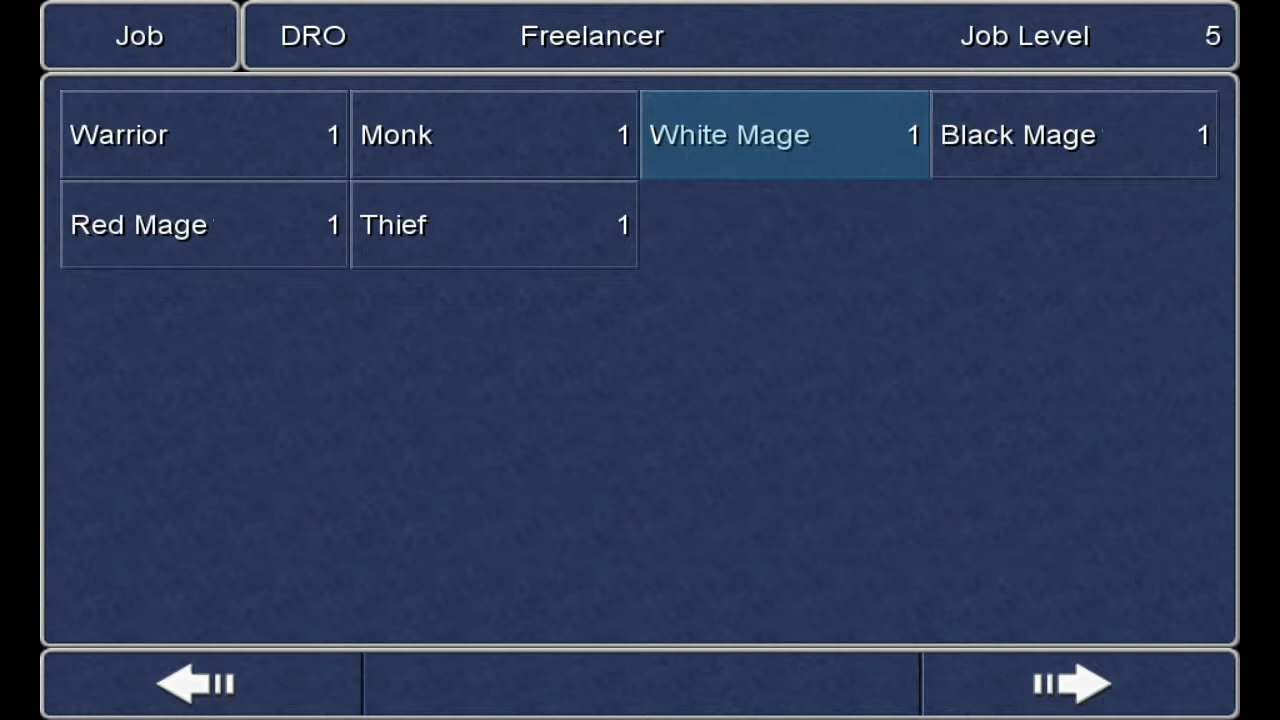 Job DRO Freelancer Job Level 5
Warrior 1 Monk 1 White Mage 1 Black Mage 1
Red Mage 1 Thief 1